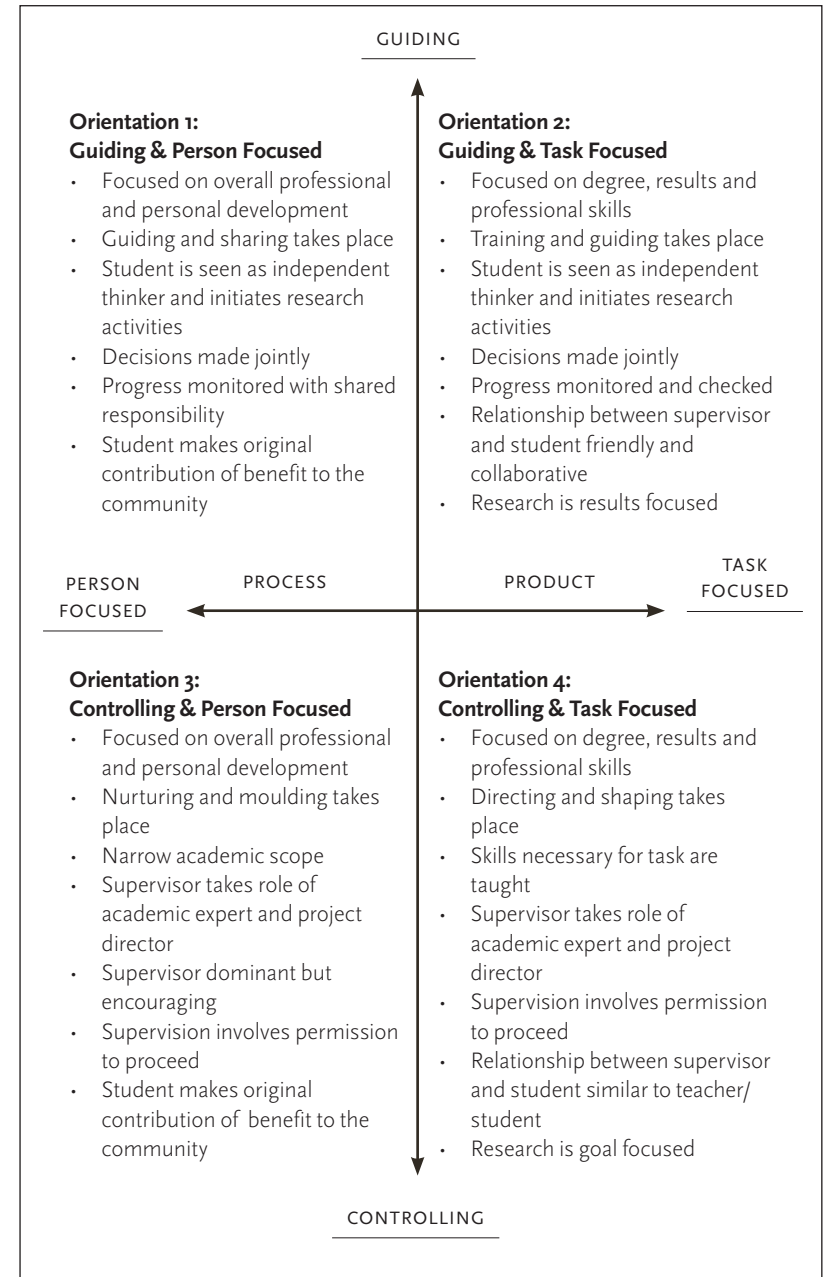 GUIDING
Orientation 1:
Guiding & Person Focused
• Focused on overall professional
and personal development
• Guiding and sharing takes place
• Student is seen as independent
thinker and initiates research
activities
• Decisions made jointly
• Progress monitored with shared
responsibility
• Student makes original
contribution of benefit to the
community
Orientation 2:
Guiding & Task Focused
• Focused on degree, results and
professional skills
• Training and guiding takes place
• Student is seen as independent
thinker and initiates research
activities
• Decisions made jointly
• Progress monitored and checked
• Relationship between supervisor
and student friendly and
collaborative
• Research is results focused
PERSON
FOCUSED
PROCESS
PRODUCT
TASK
FOCUSED
Orientation 3:
Controlling & Person Focused
• Focused on overall professional
and personal development
• Nurturing and moulding takes
place
• Narrow academic scope
• Supervisor takes role of
academic expert and project
director
• Supervisor dominant but
encouraging
• Supervision involves permission
to proceed
• Student makes original
contribution of benefit to the
community
Orientation 4:
Controlling & Task Focused
• Focused on degree, results and
professional skills
• Directing and shaping takes
place
• Skills necessary for task are
taught
• Supervisor takes role of
academic expert and project
director
• Supervision involves permission
to proceed
• Relationship between supervisor
and student similar to teacher/
student
• Research is goal focused
CONTROLLING